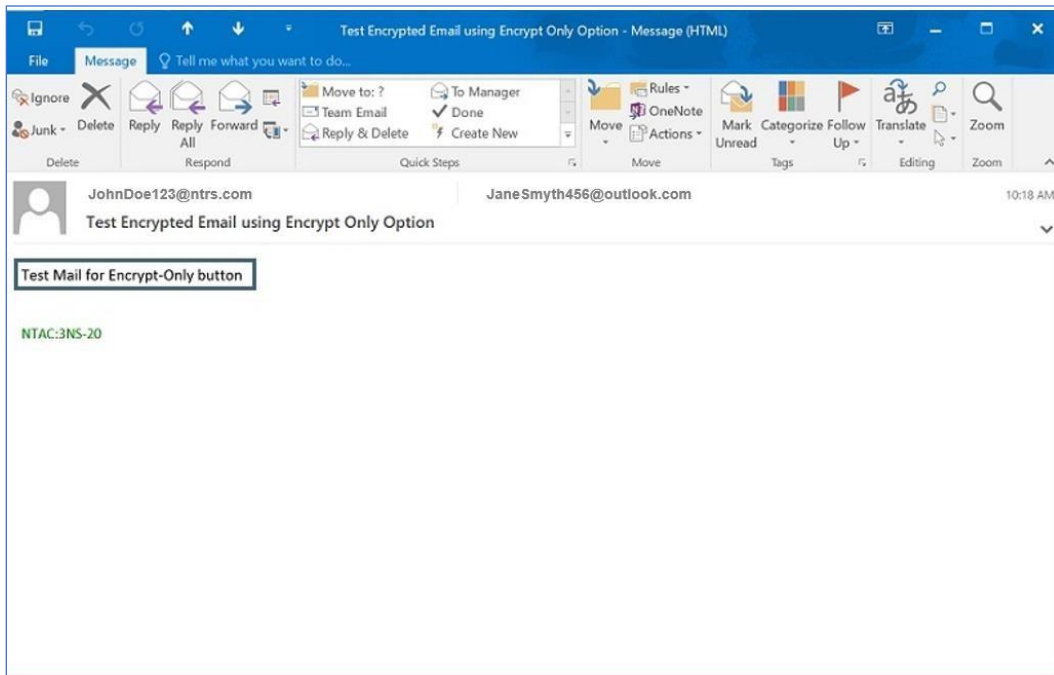 Test Encrypted Email using Encrypt Only Option - Message (HTML)
File Message Tell me what you want to do...
Ignore
Junk
Delete
Reply
Reply All
Forward
Move to: ?
Team Email
Reply & Delete
To Manager
Done
Create New
Move
Rules
OneNote
Actions
Mark Unread
Categorize
Follow Up
Translate
Zoom
Delete Respond Quick Steps Move Tags Editing Zoom
JohnDoe123@ntrs.com JaneSmyth456@outlook.com 10:18 AM
Test Encrypted Email using Encrypt Only Option
Test Mail for Encrypt-Only button
NTAC:3NS-20